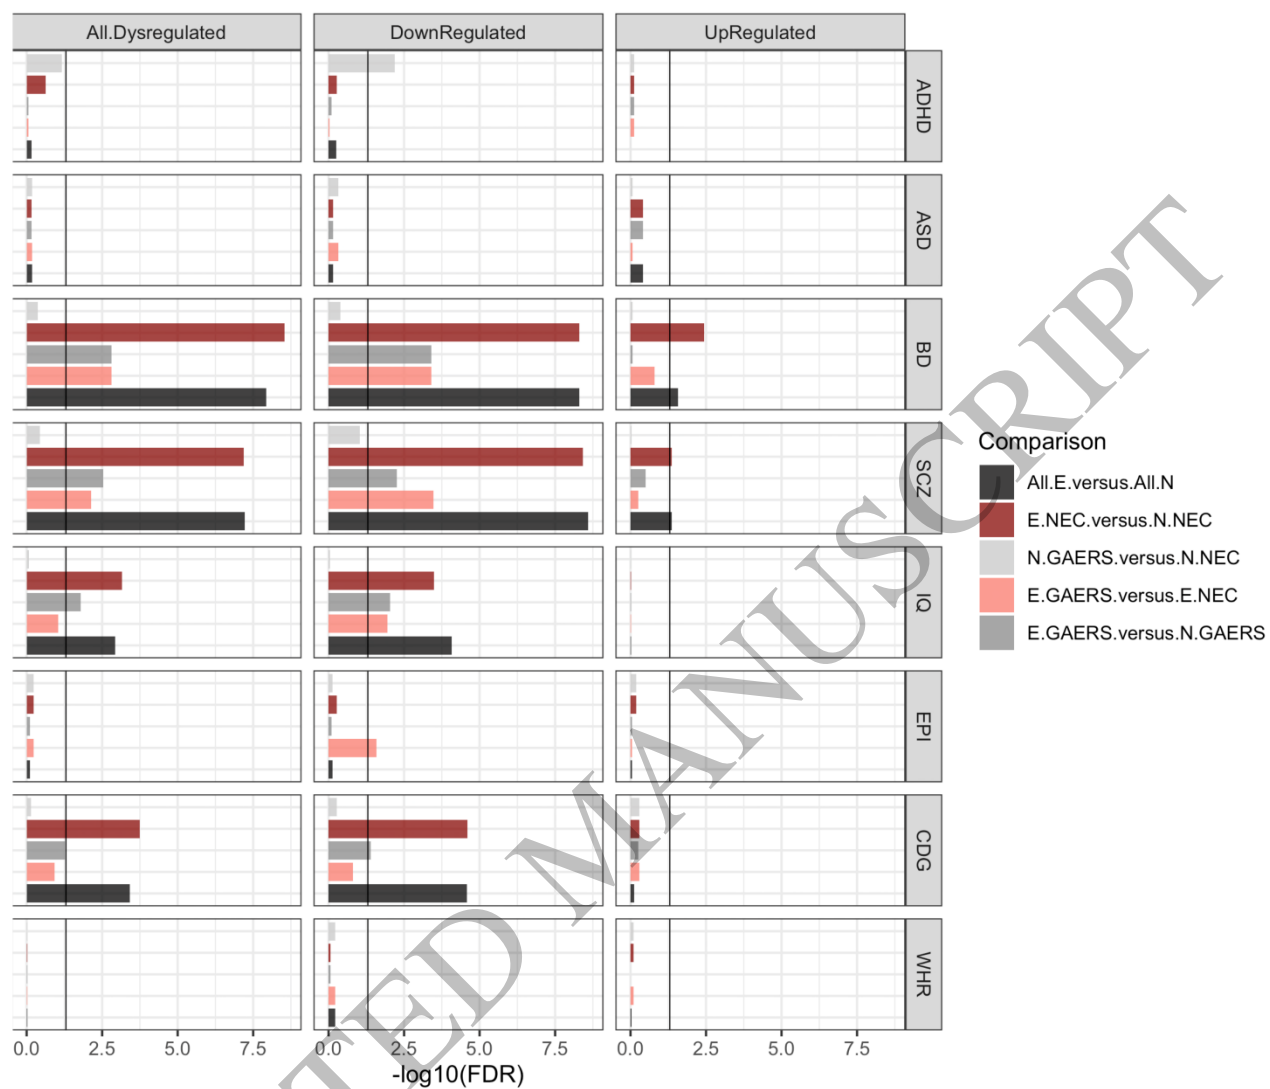 All.Dysregulated
DownRegulated
UpRegulated
ADHD
ASD
BD
SCZ
IQ
EPI
CDG
WHR
0.0 2.5 5.0 7.5
0.0 2.5 5.0 7.5
0.0 2.5 5.0 7.5
-log10(FDR)
Comparison
All.E.versus.All.N
E.NEC.versus.N.NEC
N.GAERS.versus.N.NEC
E.GAERS.versus.E.NEC
E.GAERS.versus.N.GAERS
TED MANUSCRIPT